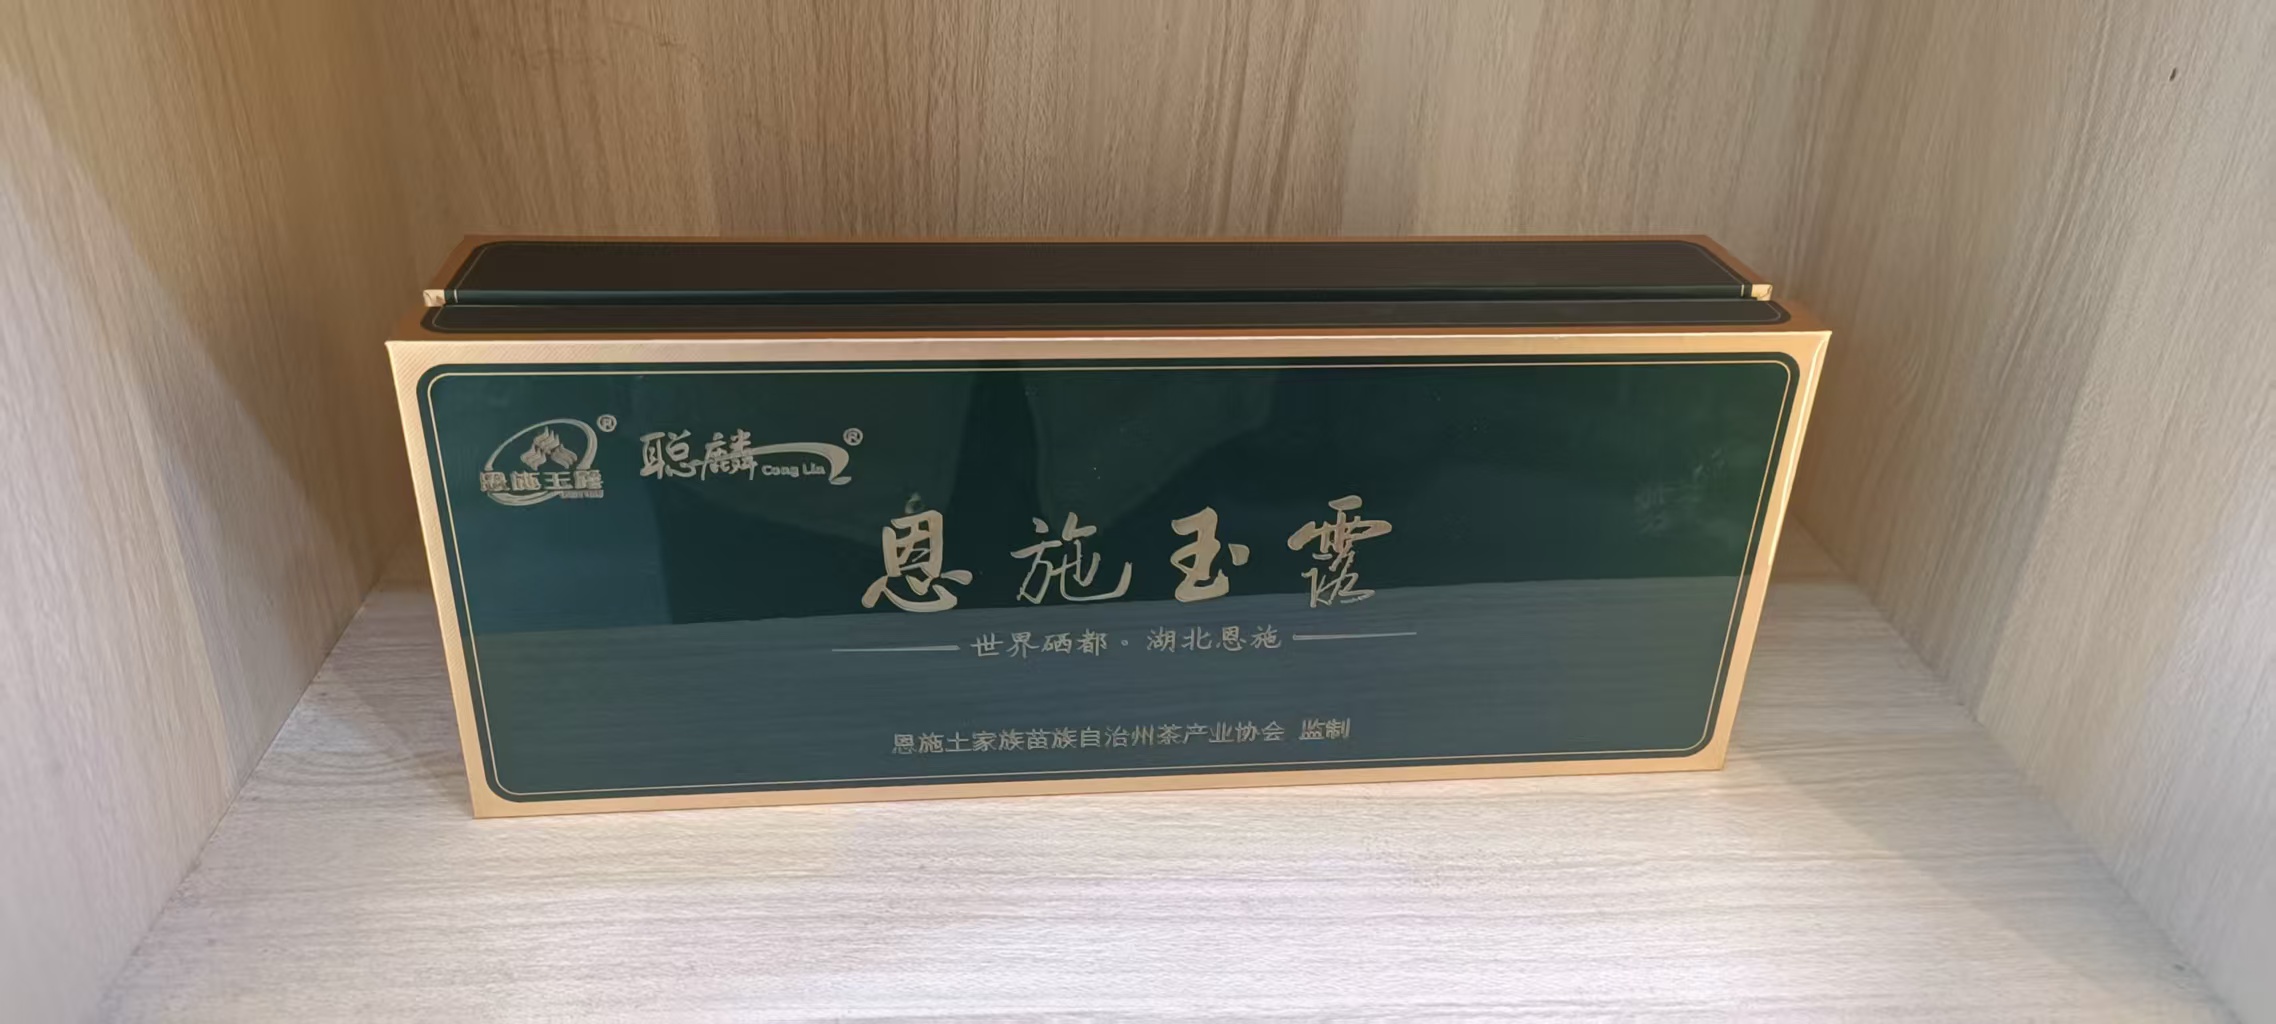 恩施玉露® 聪麟 Cong Lin®
恩施玉露
世界硒都。湖北恩施
恩施土家族苗族自治州茶产业协会 监制